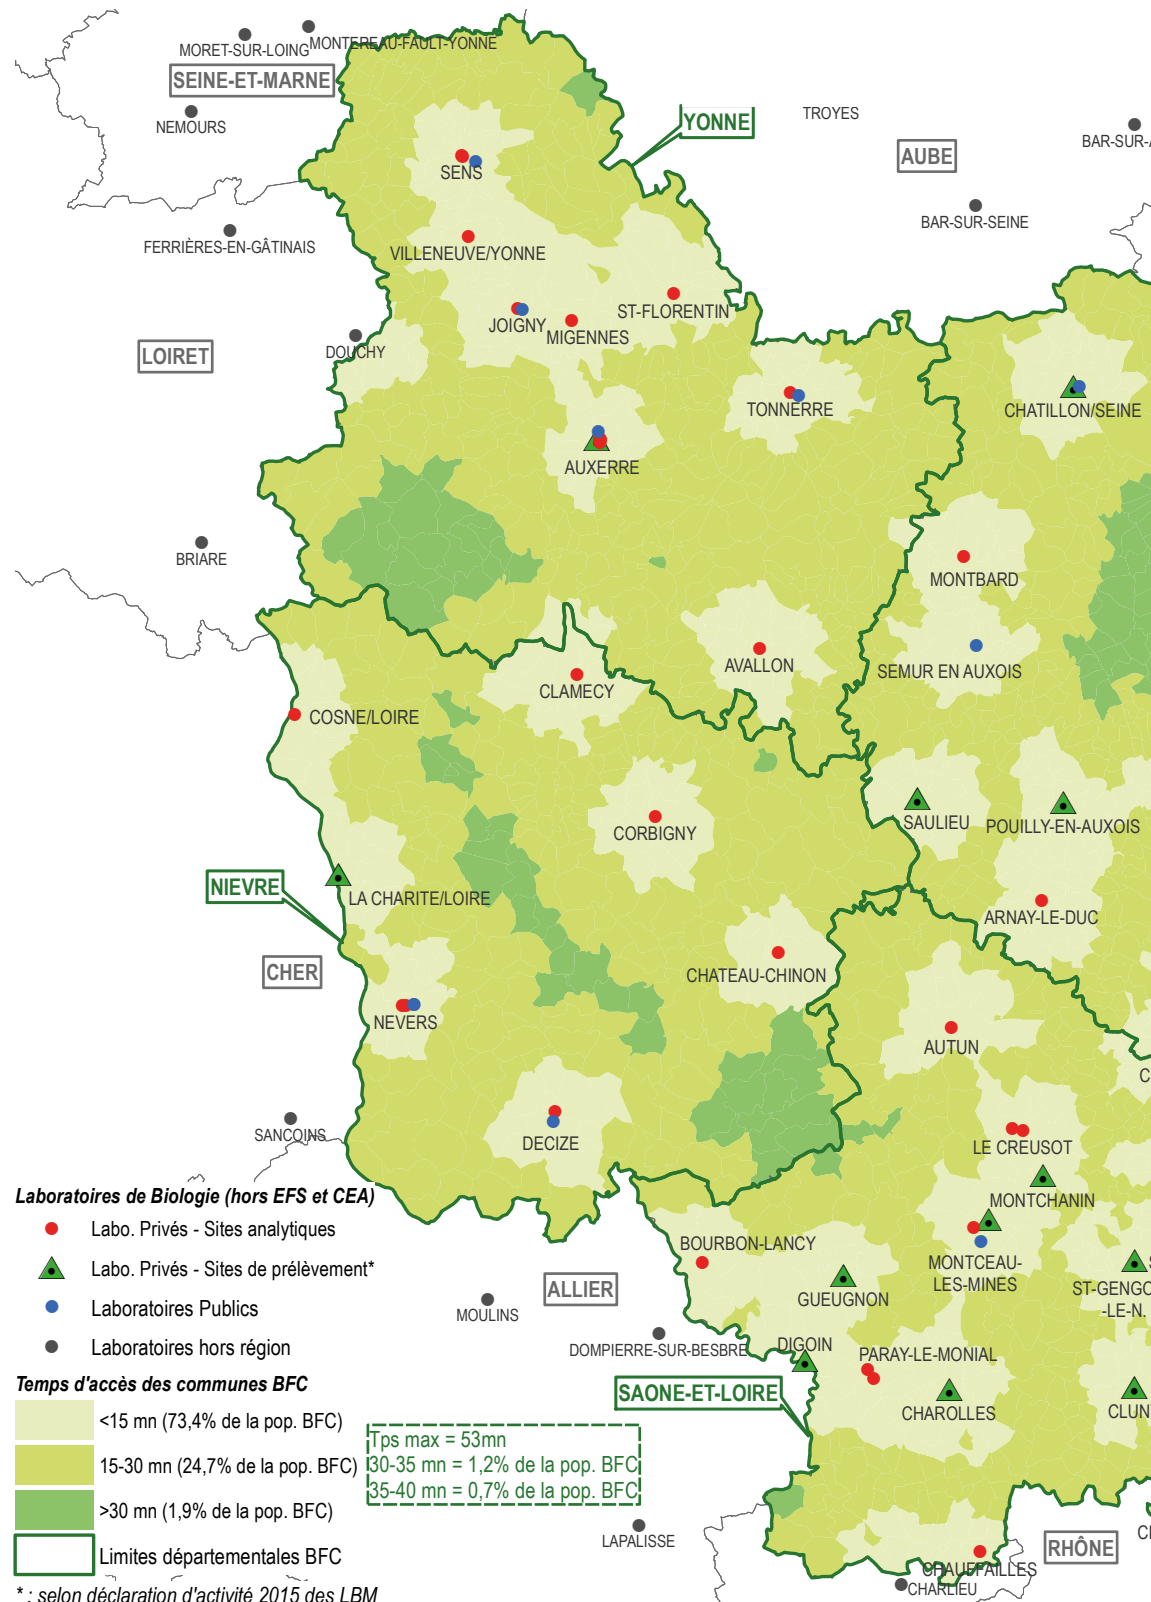 MORET-SUR-LOING
MONTEREAU-FAULT-YONNE
SEINE-ET-MARNE
NEMOURS
YONNE
TROYES
AUBE
BAR-SUR-A
SENS
BAR-SUR-SEINE
FERRIÈRES-EN-GÂTINAIS
VILLENEUVE/YONNE
ST-FLORENTIN
JOIGNY
MIGENNES
LOIRET
DOUCHY
TONNERRE
CHATILLON/SEINE
AUXERRE
BRIARE
MONTBARD
AVALLON
SEMUR EN AUXOIS
CLAMECY
COSNE/LOIRE
SAULIEU
POUILLY-EN-AUXOIS
CORBIGNY
NIEVRE
LA CHARITE/LOIRE
ARNAY-LE-DUC
CHER
CHATEAU-CHINON
NEVERS
AUTUN
C
SANCOINS
DECIZE
LE CREUSOT
MONTCHANIN
BOURBON-LANCY
MONTCEAU-
LES-MINES
S
ST-GENGO
-LE-N.
GUEUGNON
ALLIER
MOULINS
DOMPIERRE-SUR-BESBRE
DIGOIN
PARAY-LE-MONIAL
SAONE-ET-LOIRE
CHAROLLES
CLUN
LAPALISSE
RHÔNE
CH
CHAUFFAILLES
CHARLIEU
Laboratoires de Biologie (hors EFS et CEA)
Labo. Privés - Sites analytiques
Labo. Privés - Sites de prélèvement*
Laboratoires Publics
Laboratoires hors région
Temps d'accès des communes BFC
<15 mn (73,4% de la pop. BFC)
15-30 mn (24,7% de la pop. BFC)
>30 mn (1,9% de la pop. BFC)
Limites départementales BFC
Tps max = 53mn
30-35 mn = 1,2% de la pop. BFC
35-40 mn = 0,7% de la pop. BFC
* : selon déclaration d'activité 2015 des LBM